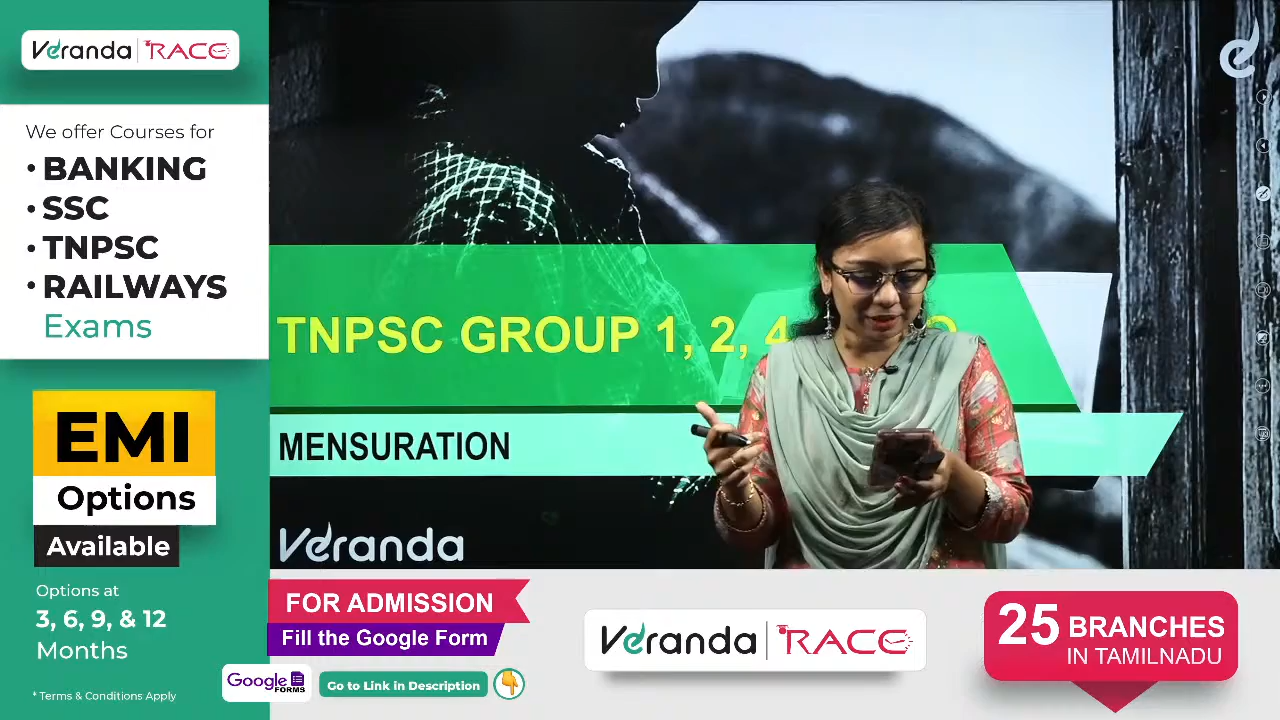 Veranda RACE
We offer Courses for
• BANKING
• SSC
• TNPSC
• RAILWAYS
Exams
EMI
Options
Available
Options at
3, 6, 9, & 12
Months
* Terms & Conditions Apply
TNPSC GROUP 1, 2, 4
MENSURATION
Veranda
FOR ADMISSION
Fill the Google Form
Google FORMS
Go to Link in Description
Veranda RACE
25 BRANCHES
IN TAMILNADU